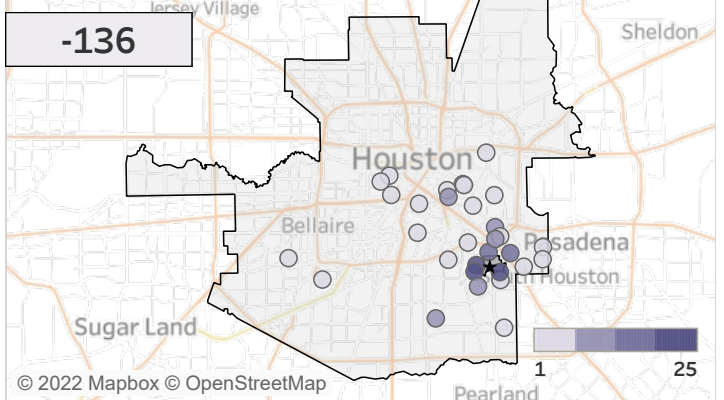 Jersey Village
-136
Sheldon
Houston
Bellaire
Pasadena
South Houston
Sugar Land
1
25
© 2022 Mapbox © OpenStreetMap
Pearland